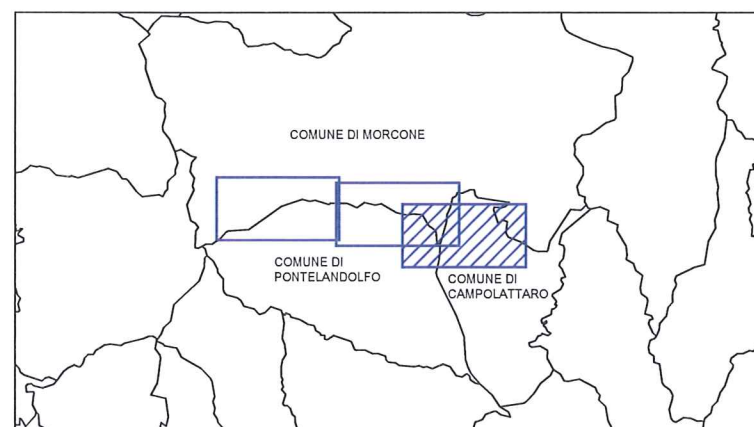 COMUNE DI MORCONE
COMUNE DI
PONTELANDOLFO
COMUNE DI
CAMPOLATTARO